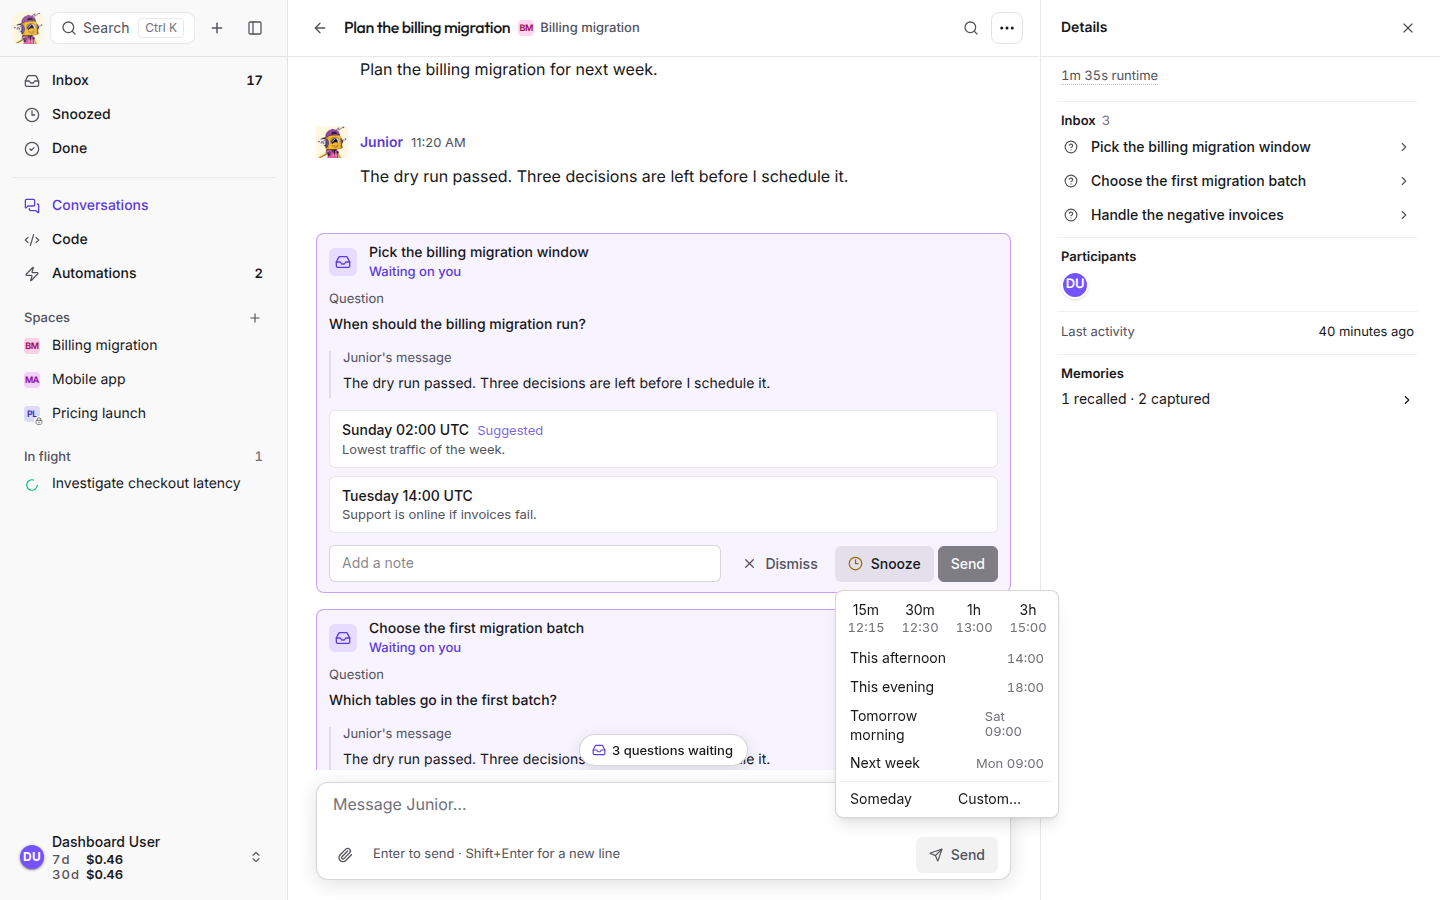 Search Ctrl K
Inbox 17
Snoozed
Done
Conversations
Code
Automations 2
Spaces
BM Billing migration
MA Mobile app
PL Pricing launch
In flight 1
Investigate checkout latency
DU Dashboard User
7d $0.46
30d $0.46
Plan the billing migration BM Billing migration
Plan the billing migration for next week.
Junior 11:20 AM
The dry run passed. Three decisions are left before I schedule it.
Pick the billing migration window
Waiting on you
Question
When should the billing migration run?
Junior's message
The dry run passed. Three decisions are left before I schedule it.
Sunday 02:00 UTC Suggested
Lowest traffic of the week.
Tuesday 14:00 UTC
Support is online if invoices fail.
Add a note Dismiss Snooze Send
15m 30m 1h 3h
12:15 12:30 13:00 15:00
This afternoon 14:00
This evening 18:00
Tomorrow morning Sat 09:00
Next week Mon 09:00
Someday Custom...
Choose the first migration batch
Waiting on you
Question
Which tables go in the first batch?
Junior's message
The dry run passed. Three decisions le it.
3 questions waiting
Message Junior...
Enter to send · Shift+Enter for a new line Send
Details
1m 35s runtime
Inbox 3
Pick the billing migration window
Choose the first migration batch
Handle the negative invoices
Participants
DU
Last activity 40 minutes ago
Memories
1 recalled · 2 captured